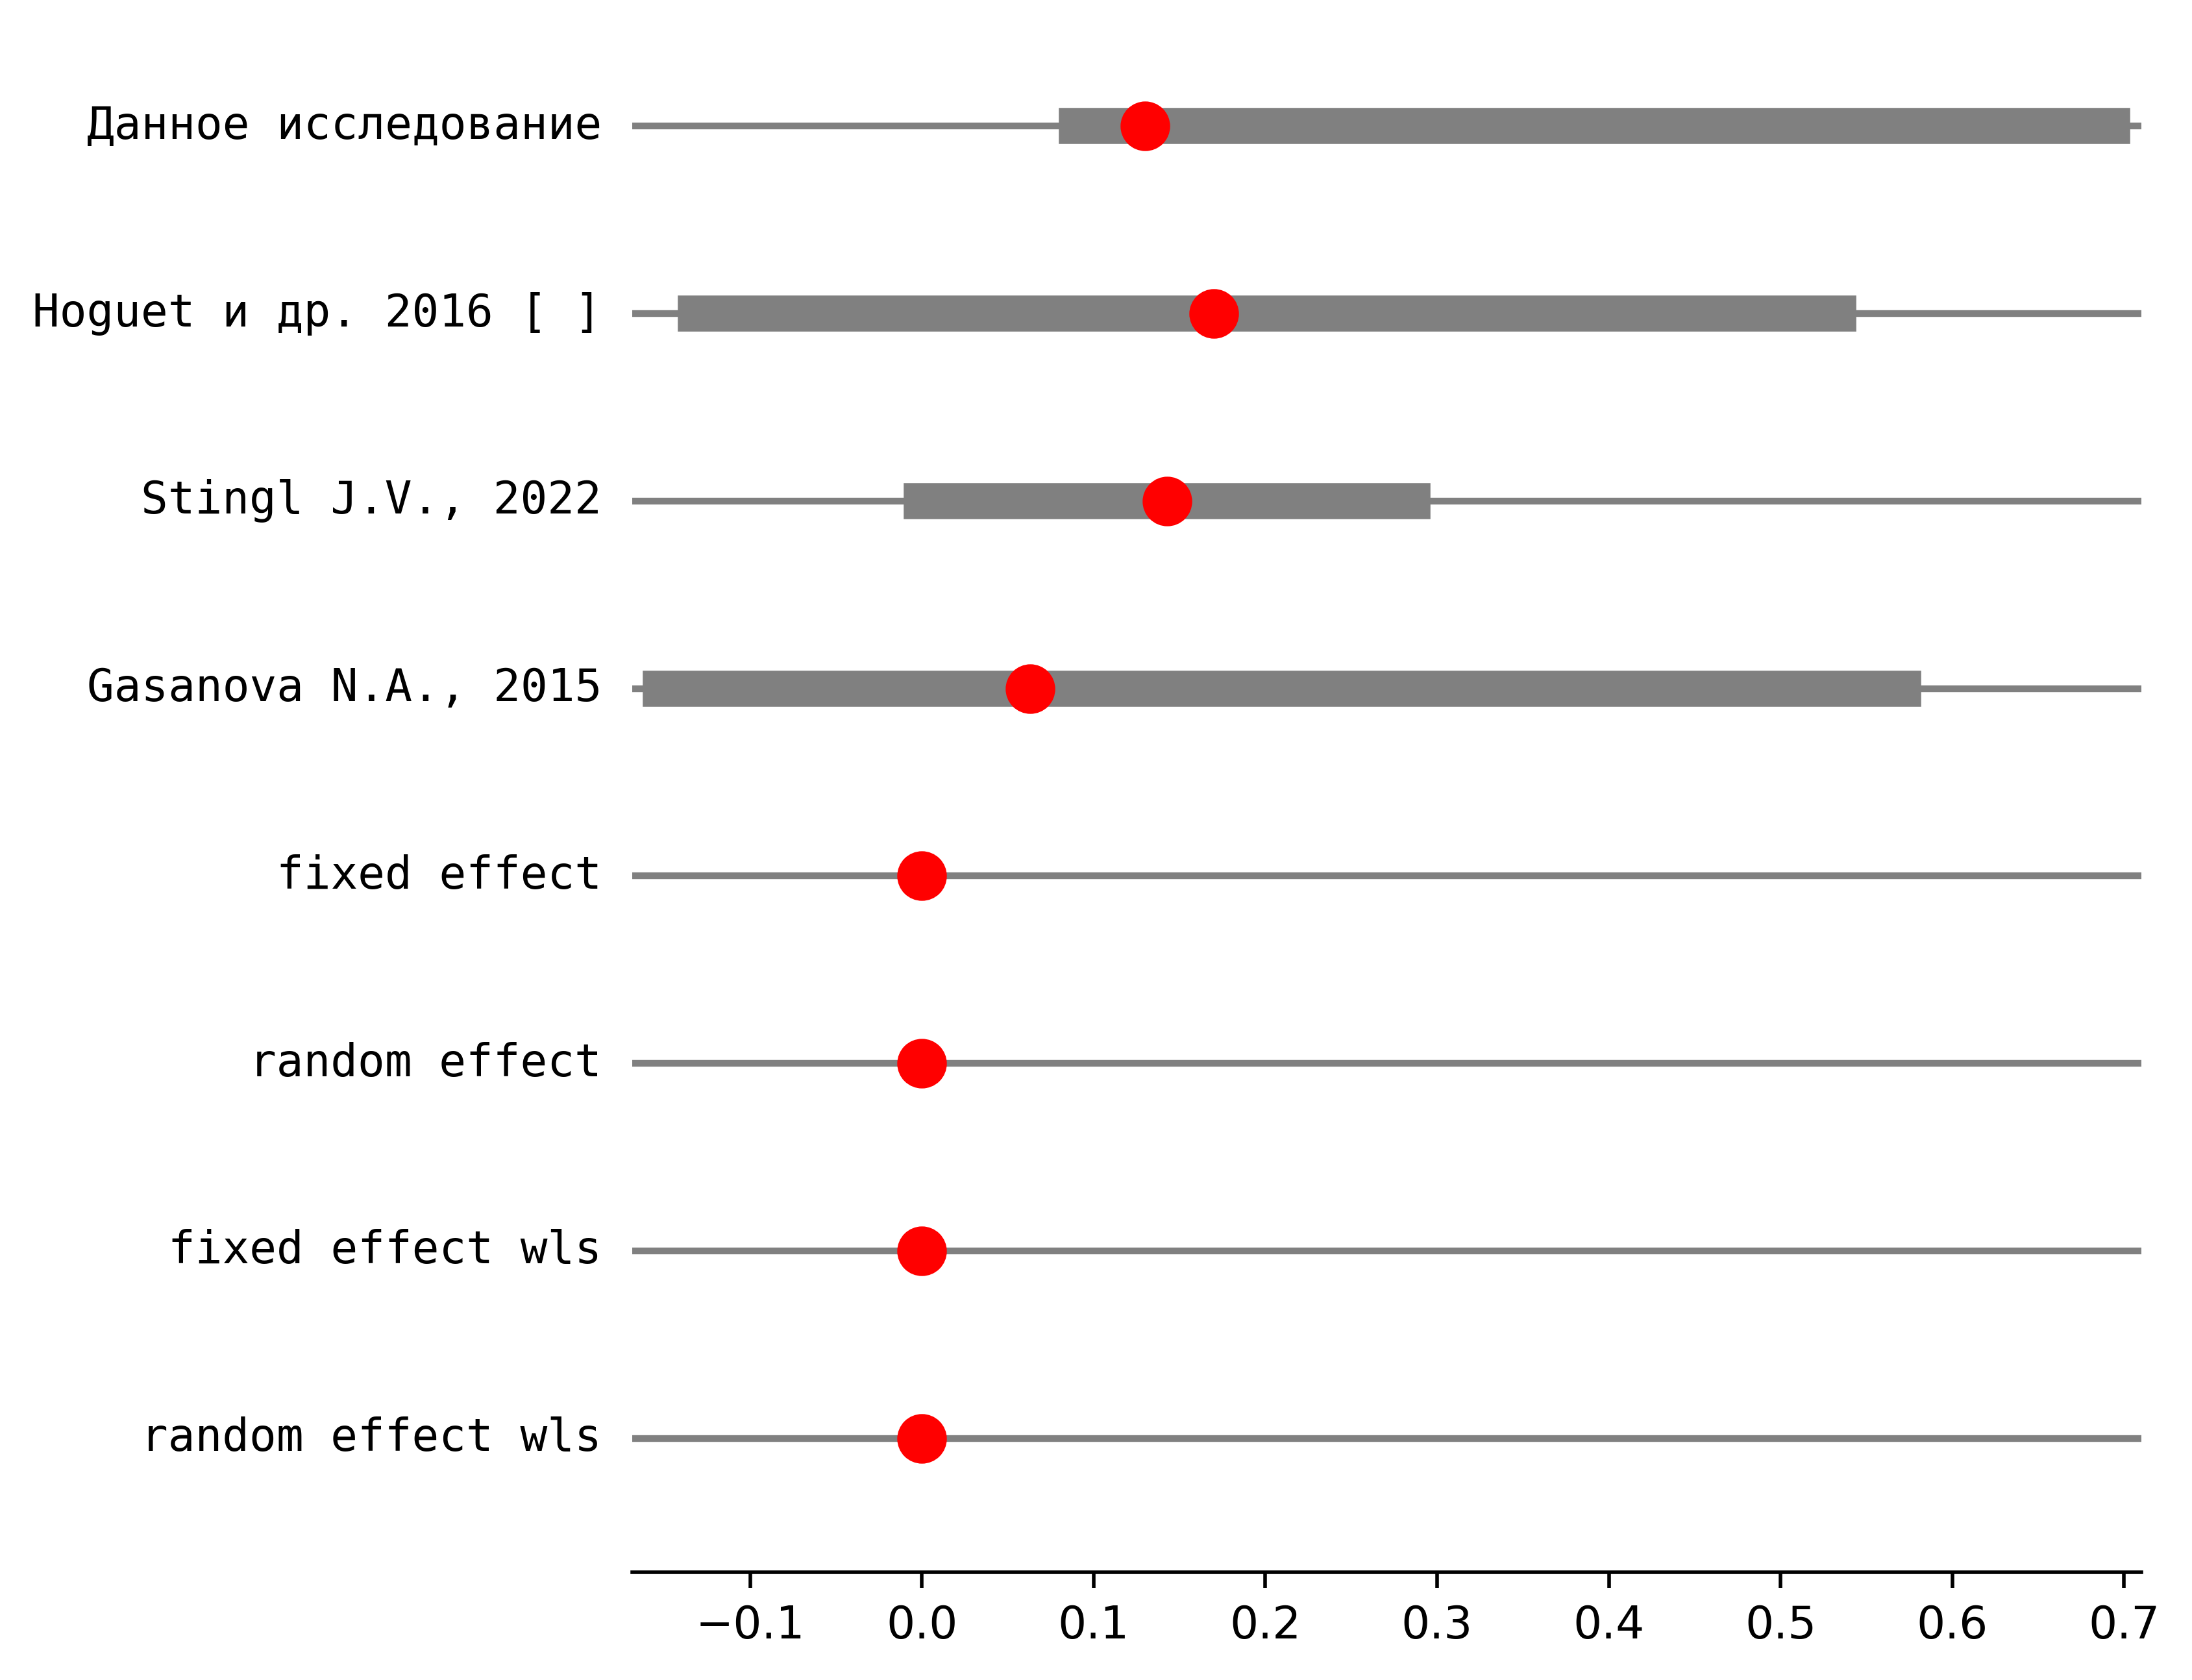 Данное исследование
Hoguet и др. 2016 [ ]
Stingl J.V., 2022
Gasanova N.A., 2015
fixed effect
random effect
fixed effect wls
random effect wls
−0.1 0.0 0.1 0.2 0.3 0.4 0.5 0.6 0.7